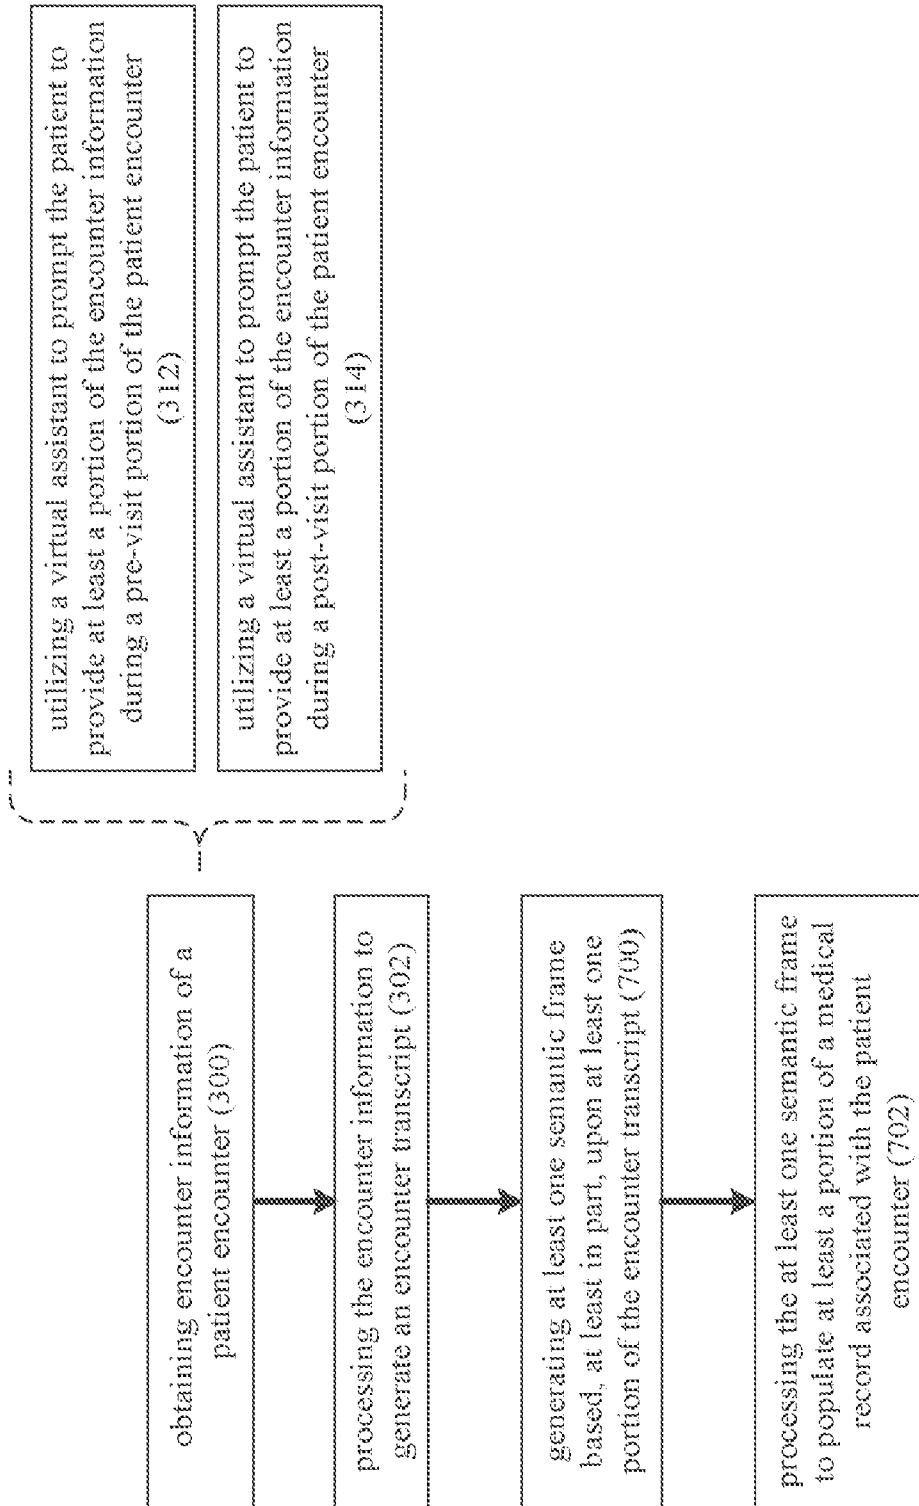 obtaining encounter information of a
patient encounter (300)
processing the encounter information to
generate an encounter transcript (302)
generating at least one semantic frame
based, at least in part, upon at least one
portion of the encounter transcript (700)
processing the at least one semantic frame
to populate at least a portion of a medical
record associated with the patient
encounter (702)
utilizing a virtual assistant to prompt the patient to
provide at least a portion of the encounter information
during a pre-visit portion of the patient encounter
(312)
utilizing a virtual assistant to prompt the patient to
provide at least a portion of the encounter information
during a post-visit portion of the patient encounter
(314)